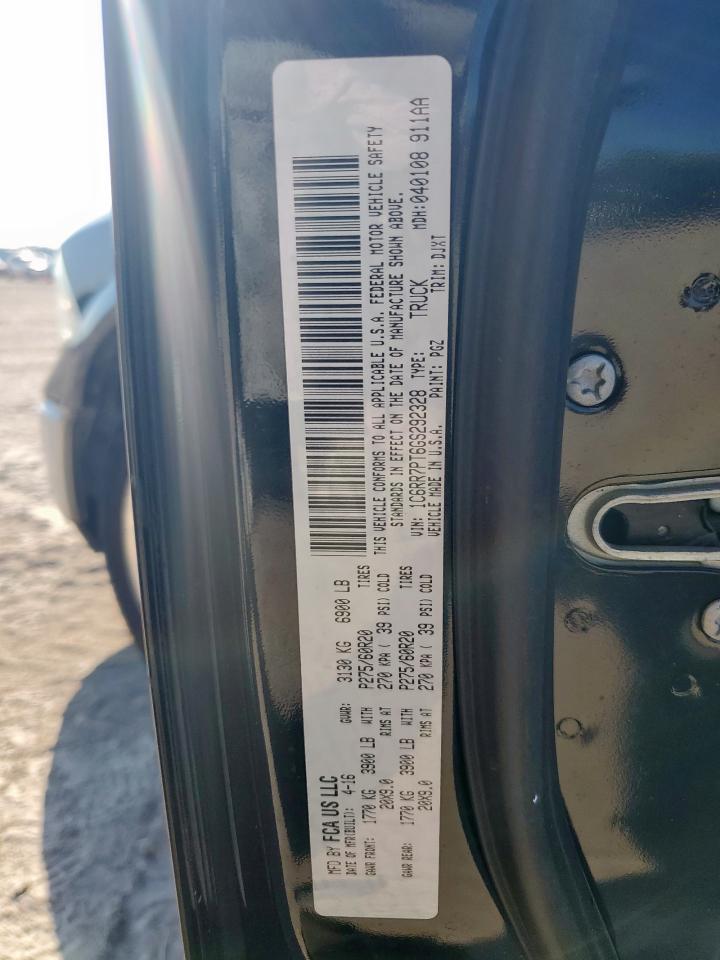 MFD BY FCA US LLC
DATE OF MFR(BUILT): 4-16 GVWR: 3130 KG 6900 LB
GAWR FRONT: 1770 KG 3900 LB WITH P275/60R20 TIRES
20X9.0 RIMS AT 270 KPA ( 39 PSI) COLD
GAWR REAR: 1770 KG 3900 LB WITH P275/60R20 TIRES
20X9.0 RIMS AT 270 KPA ( 39 PSI) COLD
THIS VEHICLE CONFORMS TO ALL APPLICABLE U.S.A. FEDERAL MOTOR VEHICLE SAFETY
STANDARDS IN EFFECT ON THE DATE OF MANUFACTURE SHOWN ABOVE.
VIN: 1C6RR7PT6GS292328 TYPE: TRUCK MDH:040108 911AA
VEHICLE MADE IN U.S.A. PAINT: PGZ TRIM: DJXT